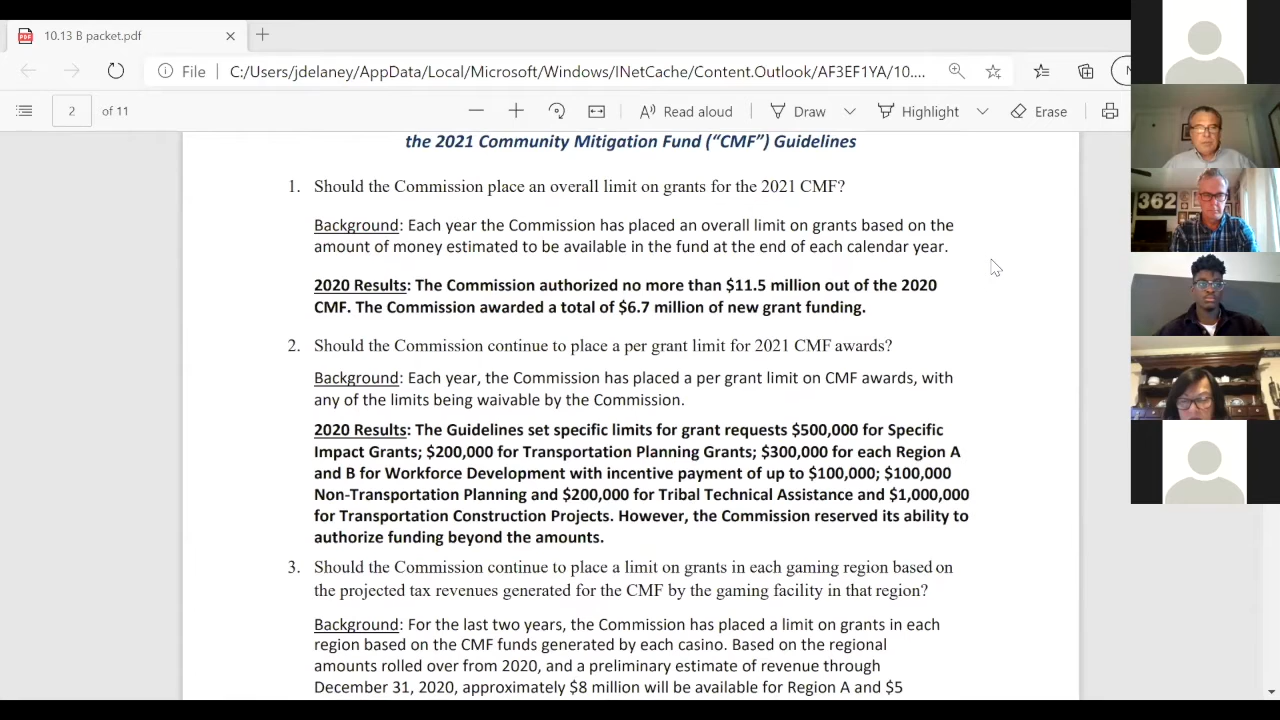 10.13 B packet.pdf
File
C:/Users/jdelaney/AppData/Local/Microsoft/Windows/INetCache/Content.Outlook/AF3EF1YA/10....
2 of 11
Read aloud
Draw
Highlight
Erase
the 2021 Community Mitigation Fund (“CMF”) Guidelines
1. Should the Commission place an overall limit on grants for the 2021 CMF?
Background: Each year the Commission has placed an overall limit on grants based on the
amount of money estimated to be available in the fund at the end of each calendar year.
2020 Results: The Commission authorized no more than $11.5 million out of the 2020
CMF. The Commission awarded a total of $6.7 million of new grant funding.
2. Should the Commission continue to place a per grant limit for 2021 CMF awards?
Background: Each year, the Commission has placed a per grant limit on CMF awards, with
any of the limits being waivable by the Commission.
2020 Results: The Guidelines set specific limits for grant requests $500,000 for Specific
Impact Grants; $200,000 for Transportation Planning Grants; $300,000 for each Region A
and B for Workforce Development with incentive payment of up to $100,000; $100,000
Non-Transportation Planning and $200,000 for Tribal Technical Assistance and $1,000,000
for Transportation Construction Projects. However, the Commission reserved its ability to
authorize funding beyond the amounts.
3. Should the Commission continue to place a limit on grants in each gaming region based on
the projected tax revenues generated for the CMF by the gaming facility in that region?
Background: For the last two years, the Commission has placed a limit on grants in each
region based on the CMF funds generated by each casino. Based on the regional
amounts rolled over from 2020, and a preliminary estimate of revenue through
December 31, 2020, approximately $8 million will be available for Region A and $5
362